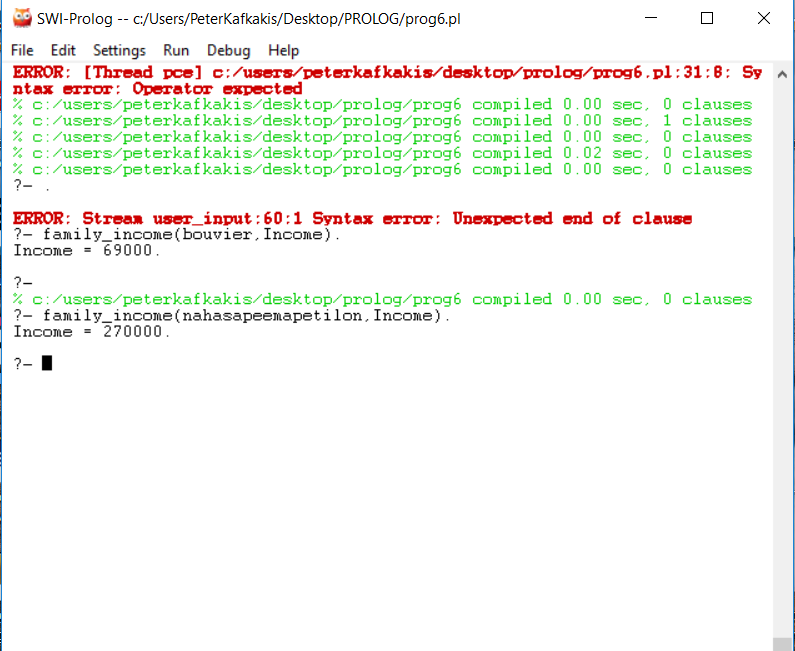 SWI-Prolog -- c:/Users/PeterKafkakis/Desktop/PROLOG/prog6.pl
File Edit Settings Run Debug Help
ERROR: [Thread pce] c:/users/peterkafkakis/desktop/prolog/prog6.pl:31:8: Sy
ntax error: Operator expected
% c:/users/peterkafkakis/desktop/prolog/prog6 compiled 0.00 sec, 0 clauses
% c:/users/peterkafkakis/desktop/prolog/prog6 compiled 0.00 sec, 1 clauses
% c:/users/peterkafkakis/desktop/prolog/prog6 compiled 0.00 sec, 0 clauses
% c:/users/peterkafkakis/desktop/prolog/prog6 compiled 0.02 sec, 0 clauses
% c:/users/peterkafkakis/desktop/prolog/prog6 compiled 0.00 sec, 0 clauses
?- .
ERROR: Stream user_input:60:1 Syntax error: Unexpected end of clause
?- family_income(bouvier,Income).
Income = 69000.
?-
% c:/users/peterkafkakis/desktop/prolog/prog6 compiled 0.00 sec, 0 clauses
?- family_income(nahasapeemapetilon,Income).
Income = 270000.
?-